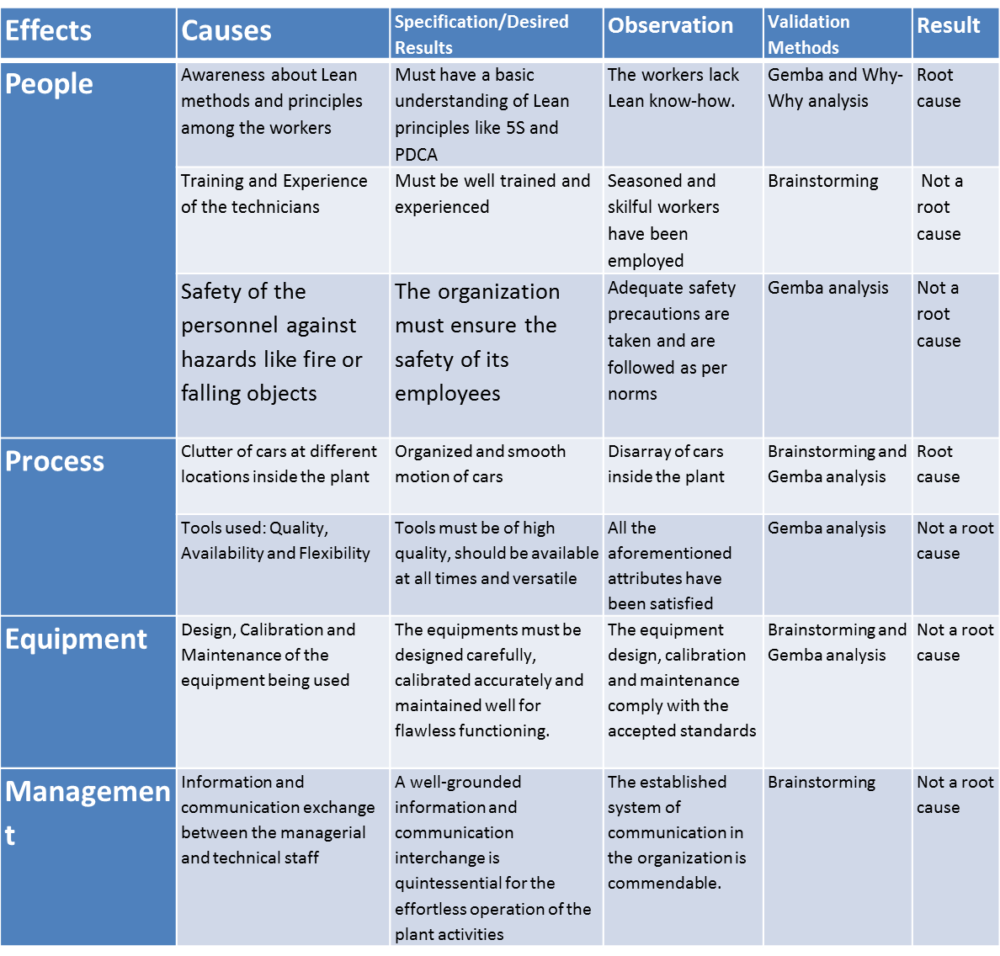 Effects
Causes
Specification/Desired
Results
Observation
Validation
Methods
Result
People
Awareness about Lean
methods and principles
among the workers
Must have a basic
understanding of Lean
principles like 5S and
PDCA
The workers lack
Lean know-how.
Gemba and Why-
Why analysis
Root
cause
Training and Experience
of the technicians
Must be well trained and
experienced
Seasoned and
skilful workers
have been
employed
Brainstorming
Not a
root
cause
Safety of the
personnel against
hazards like fire or
falling objects
The organization
must ensure the
safety of its
employees
Adequate safety
precautions are
taken and are
followed as per
norms
Gemba analysis
Not a
root
cause
Process
Clutter of cars at different
locations inside the plant
Organized and smooth
motion of cars
Disarray of cars
inside the plant
Brainstorming and
Gemba analysis
Root
cause
Tools used: Quality,
Availability and Flexibility
Tools must be of high
quality, should be available
at all times and versatile
All the
aforementioned
attributes have
been satisfied
Gemba analysis
Not a root
cause
Equipment
Design, Calibration and
Maintenance of the
equipment being used
The equipments must be
designed carefully,
calibrated accurately and
maintained well for
flawless functioning.
The equipment
design, calibration
and maintenance
comply with the
accepted standards
Brainstorming and
Gemba analysis
Not a root
cause
Managemen
t
Information and
communication exchange
between the managerial
and technical staff
A well-grounded
information and
communication
interchange is
quintessential for the
effortless operation of the
plant activities
The established
system of
communication in
the organization is
commendable.
Brainstorming
Not a root
cause